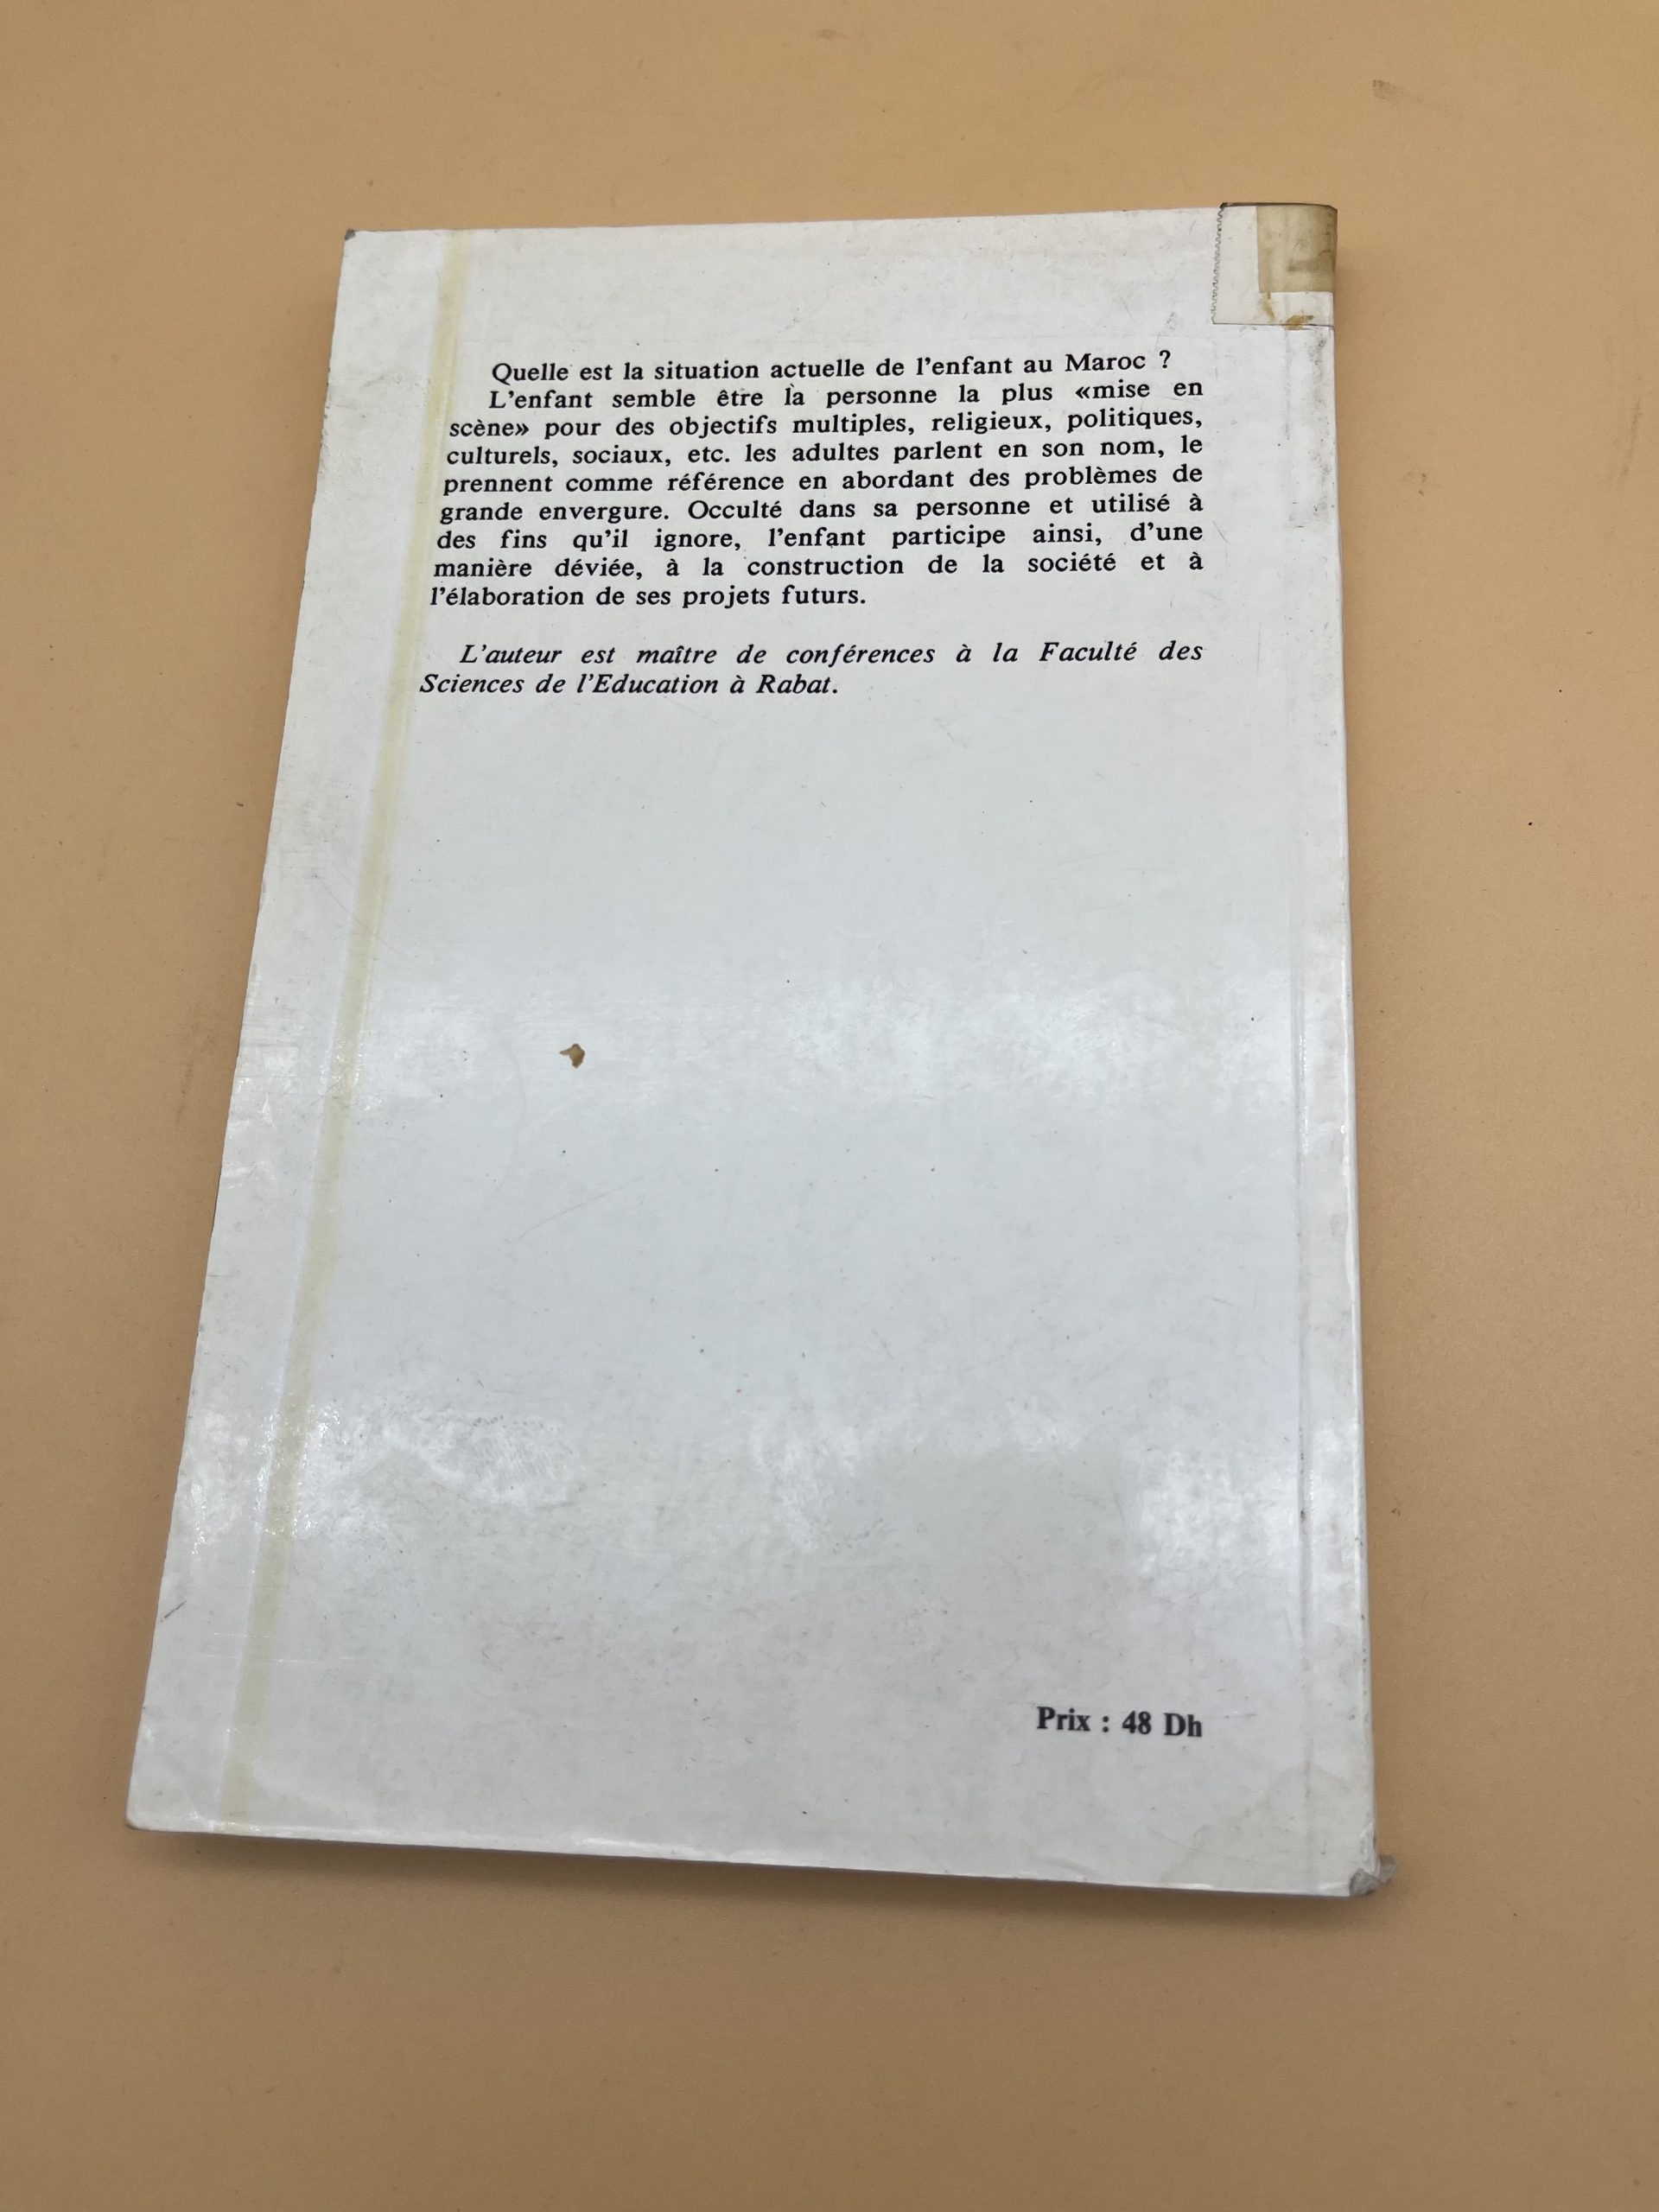 Quelle est la situation actuelle de l'enfant au Maroc ?
L'enfant semble être la personne la plus «mise en
scène» pour des objectifs multiples, religieux, politiques,
culturels, sociaux, etc. les adultes parlent en son nom, le
prennent comme référence en abordant des problèmes de
grande envergure. Occulté dans sa personne et utilisé à
des fins qu'il ignore, l'enfant participe ainsi, d'une
manière déviée, à la construction de la société et à
l'élaboration de ses projets futurs.
L'auteur est maître de conférences à la Faculté des
Sciences de l'Education à Rabat.
Prix : 48 Dh